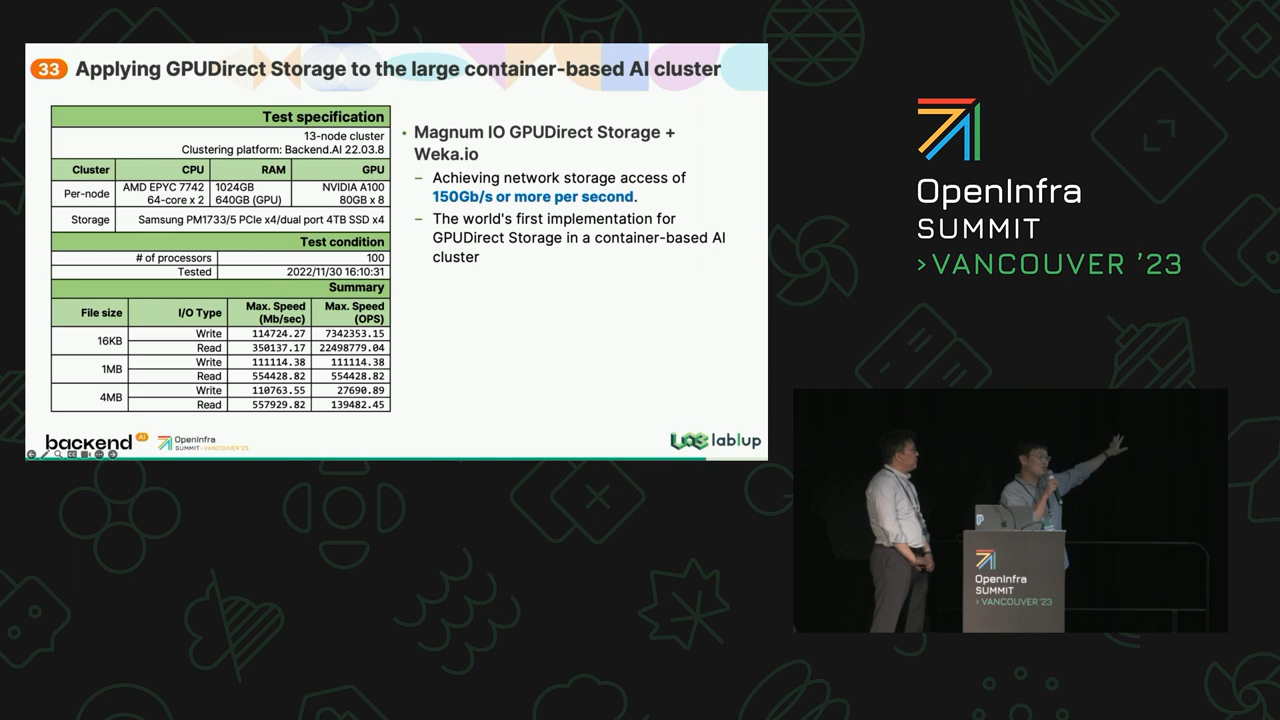 33 Applying GPUDirect Storage to the large container-based AI cluster
Test specification
13-node cluster
Clustering platform: Backend.AI 22.03.8
Cluster CPU RAM GPU
Per-node AMD EPYC 7742 64-core x 2 1024GB 640GB (GPU) NVIDIA A100 80GB x 8
Storage Samsung PM1733/5 PCIe x4/dual port 4TB SSD x4
Test condition
# of processors 100
Tested 2022/11/30 16:10:31
Summary
File size I/O Type Max. Speed (Mb/sec) Max. Speed (OPS)
16KB Write 114724.27 7342353.15
Read 350137.17 22498779.04
1MB Write 111114.38 111114.38
Read 554428.82 554428.82
4MB Write 110763.55 27690.89
Read 557929.82 139482.45
• Magnum IO GPUDirect Storage +
Weka.io
– Achieving network storage access of
150Gb/s or more per second.
– The world's first implementation for
GPUDirect Storage in a container-based AI
cluster
backend AI
OpenInfra
SUMMIT › VANCOUVER '23
lablup
OpenInfra
SUMMIT
›VANCOUVER ’23
OpenInfra
SUMMIT
› VANCOUVER '23